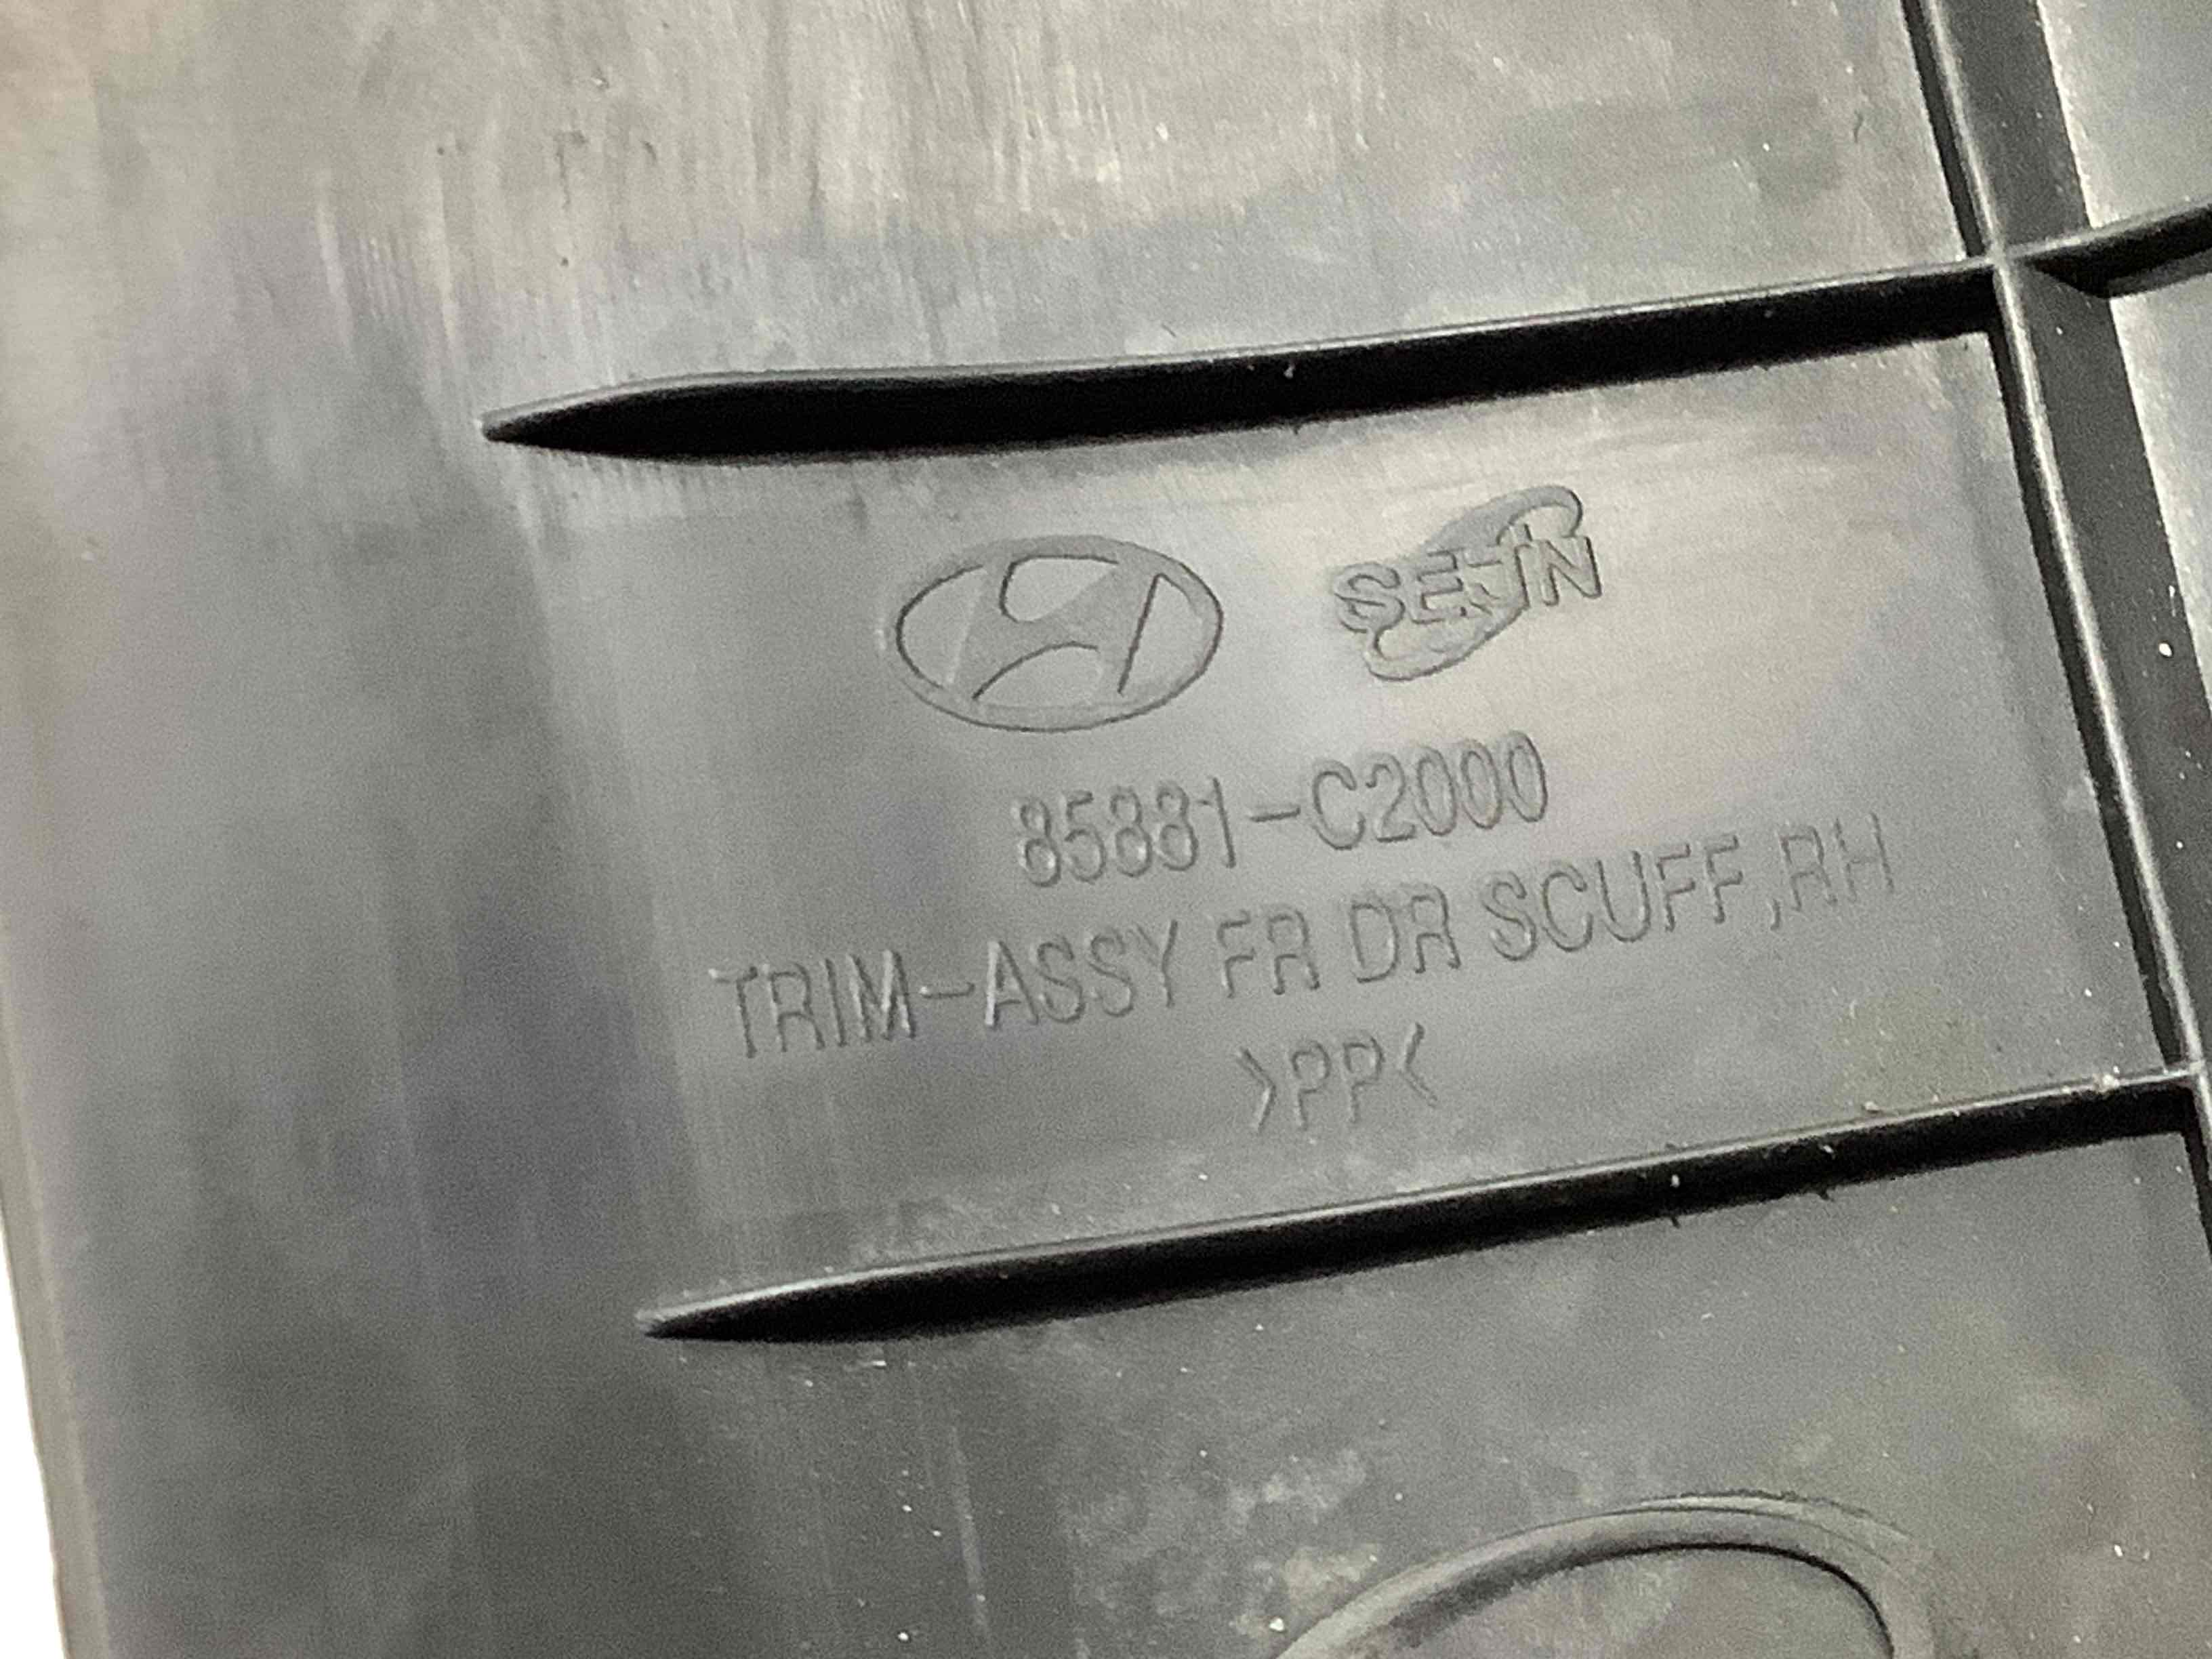 SEJIN
85881-C2000
TRIM-ASSY FR DR SCUFF,RH
>PP<